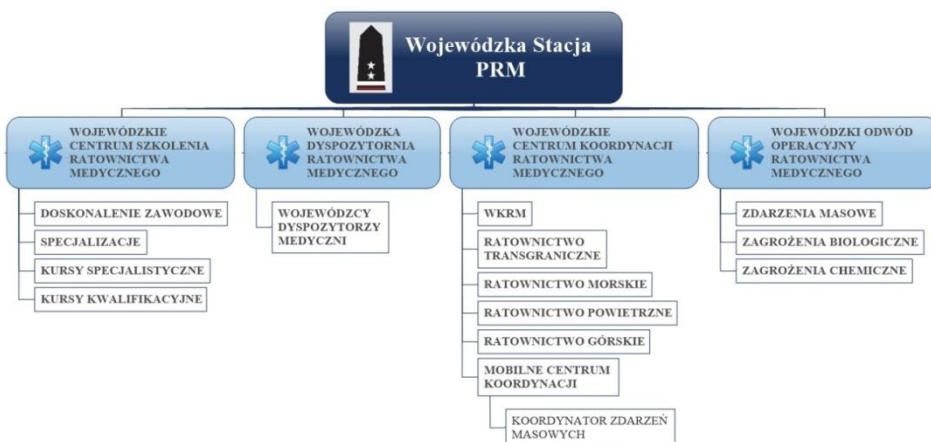 Wojewódzka Stacja
PRM
WOJEWÓDZKIE
CENTRUM SZKOLENIA
RATOWNICTWA
MEDYCZNEGO
DOSKONALENIE ZAWODOWE
SPECJALIZACJE
KURSY SPECJALISTYCZNE
KURSY KWALIFIKACYJNE
WOJEWÓDZKA
DYSPOZYTORNIA
RATOWNICTWA
MEDYCZNEGO
WOJEWÓDZCY
DYSPOZYTORZY
MEDYCZNI
WOJEWÓDZKIE
CENTRUM KOORDYNACJI
RATOWNICTWA
MEDYCZNEGO
WKRM
RATOWNICTWO
TRANSGRANICZNE
RATOWNICTWO MORSKIE
RATOWNICTWO POWIETRZNE
RATOWNICTWO GÓRSKIE
MOBILNE CENTRUM
KOORDYNACJI
KOORDYNATOR ZDARZEŃ
MASOWYCH
WOJEWÓDZKI ODWÓD
OPERACYJNY
RATOWNICTWA
MEDYCZNEGO
ZDARZENIA MASOWE
ZAGROŻENIA BIOLOGICZNE
ZAGROŻENIA CHEMICZNE